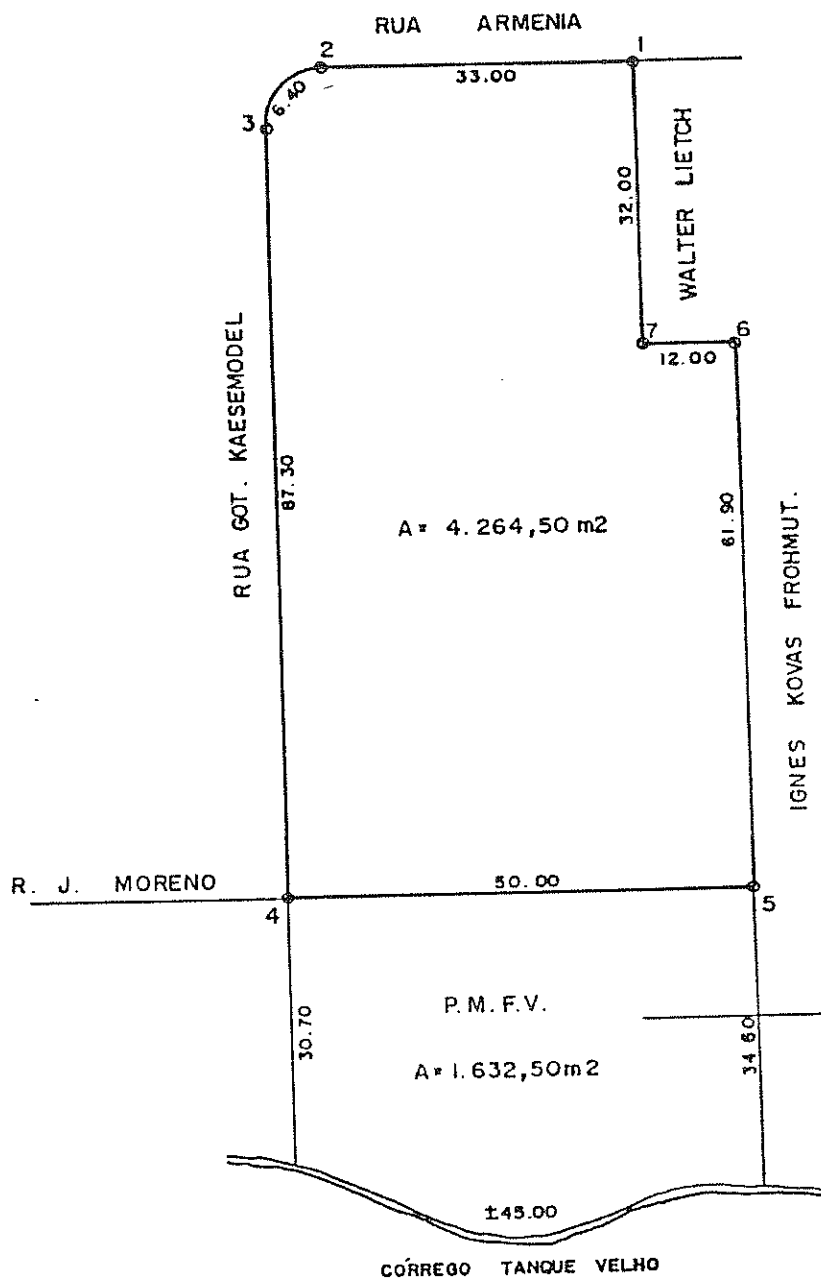 RUA ARMENIA
2
1
33.00
6.40
3
32.00
WALTER LIETCH
7
6
12.00
RUA GOT. KAESEMODEL
87.30
61.90
A= 4.264,50 m2
IGNES KOVAS FROHMUT.
R. J. MORENO
50.00
4
5
P.M.F.V.
30.70
34.60
A= 1.632,50m2
±45.00
CÓRREGO TANQUE VELHO